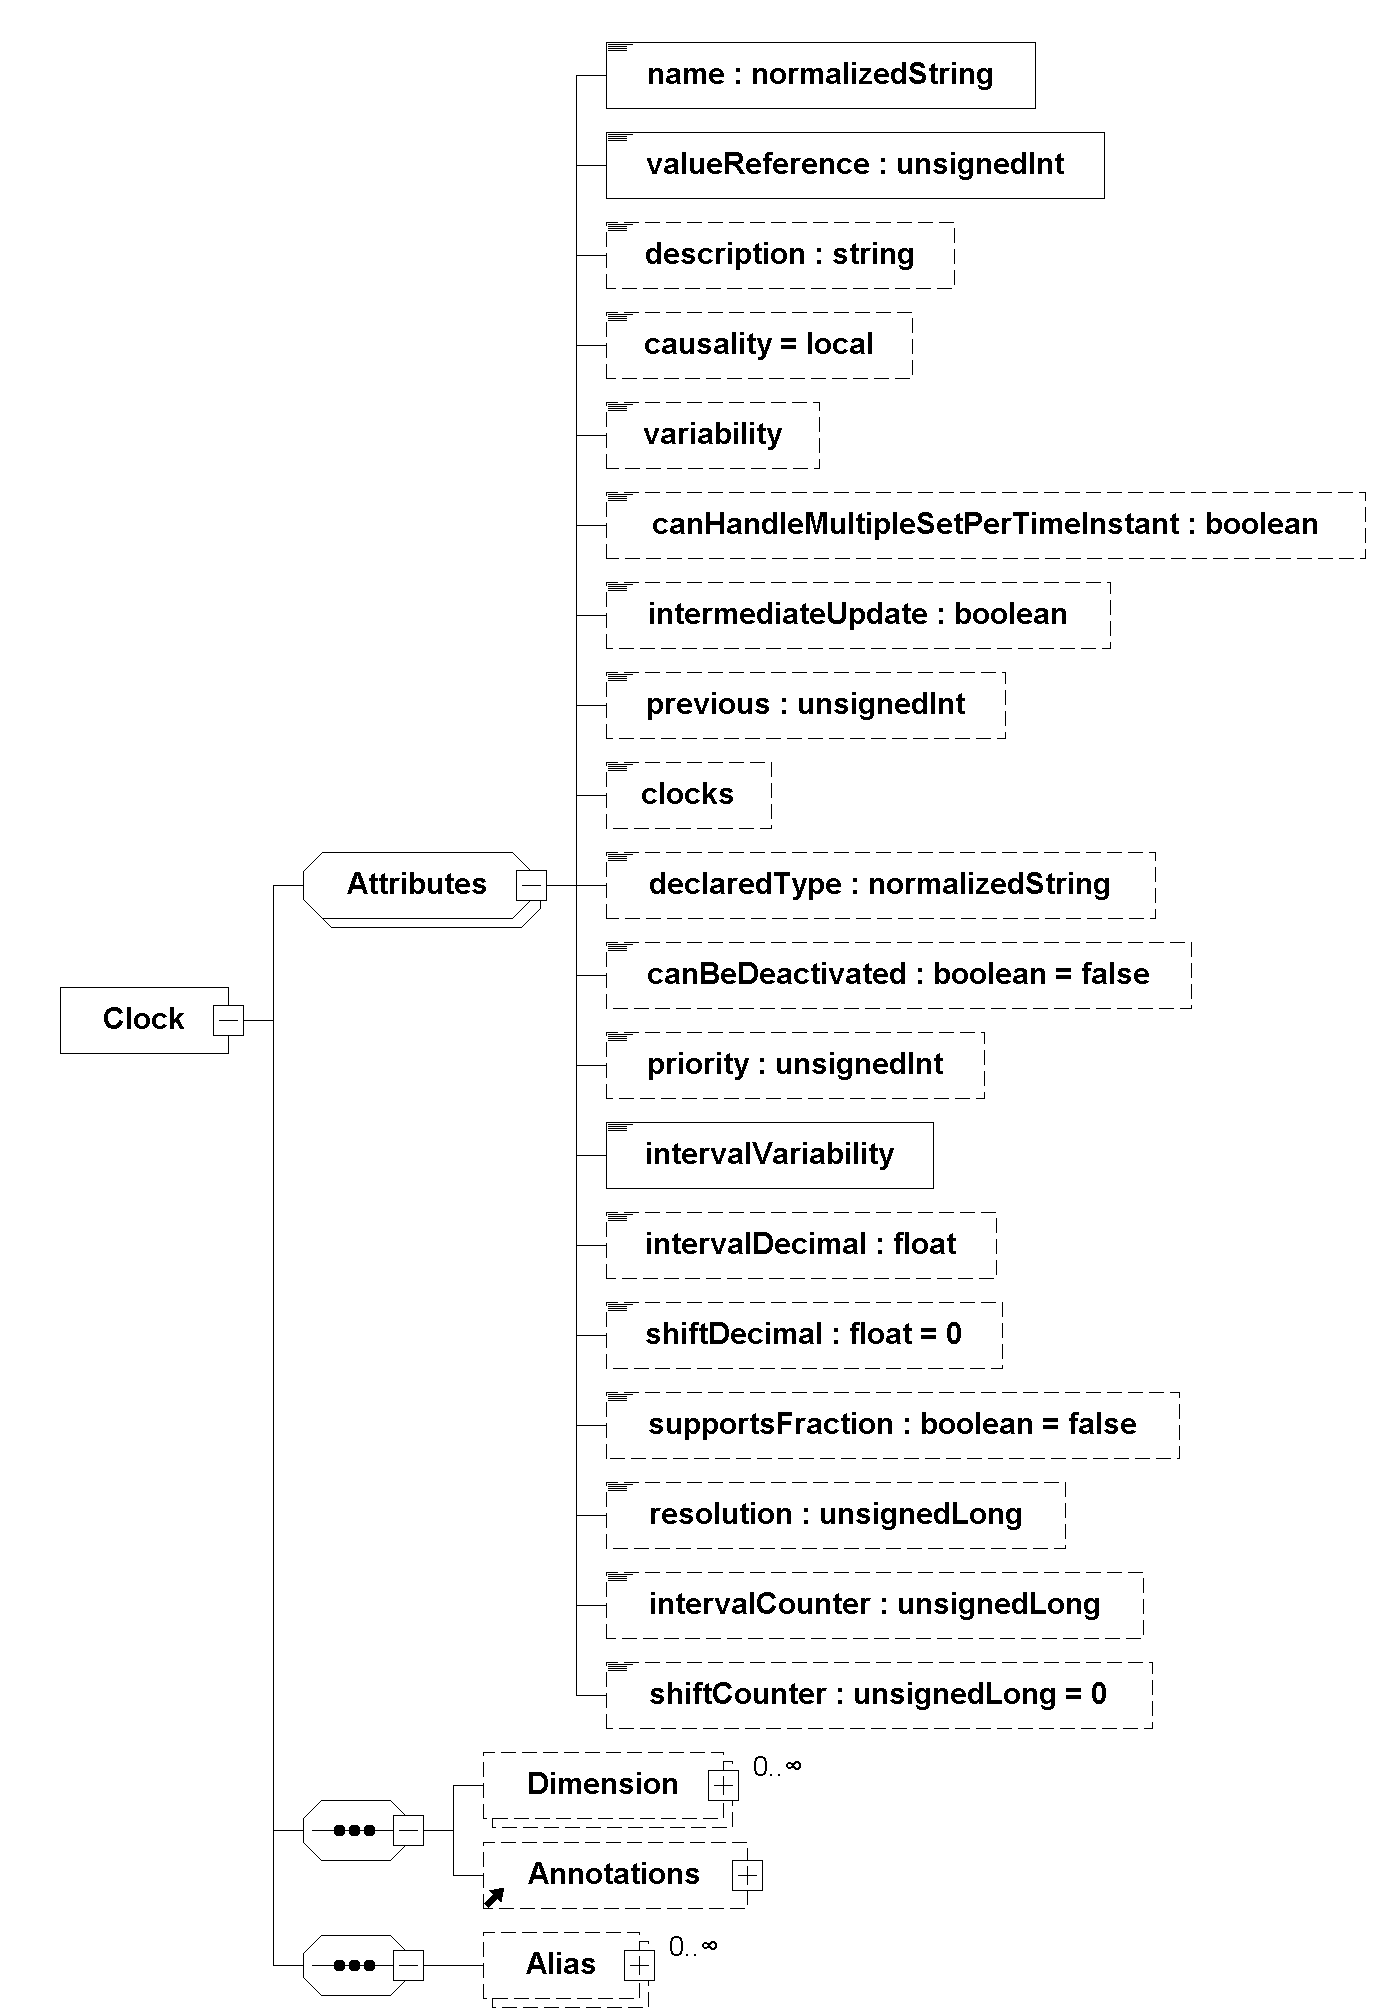 name : normalizedString
valueReference : unsignedInt
description : string
causality = local
variability
canHandleMultipleSetPerTimeInstant : boolean
intermediateUpdate : boolean
previous : unsignedInt
clocks
Attributes
declaredType : normalizedString
canBeDeactivated : boolean = false
Clock
priority : unsignedInt
intervalVariability
intervalDecimal : float
shiftDecimal : float = 0
supportsFraction : boolean = false
resolution : unsignedLong
intervalCounter : unsignedLong
shiftCounter : unsignedLong = 0
Dimension
0..∞
Annotations
Alias
0..∞